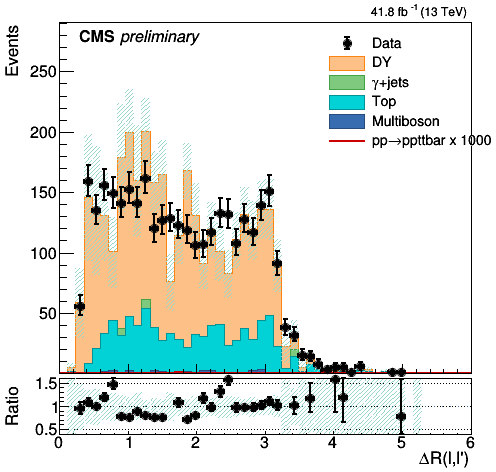 41.8 fb⁻¹ (13 TeV)
Events
CMS preliminary
Data
DY
γ+jets
Top
Multiboson
pp→ppttbar x 1000
250
200
150
100
50
Ratio
1.5
1
0.5
0 1 2 3 4 5 6
ΔR(l,l')